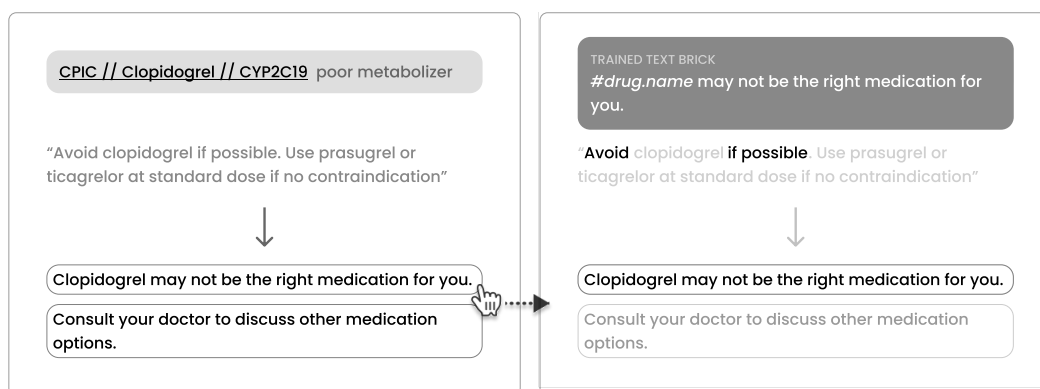 CPIC // Clopidogrel // CYP2C19 poor metabolizer
“Avoid clopidogrel if possible. Use prasugrel or
ticagrelor at standard dose if no contraindication”
Clopidogrel may not be the right medication for you.
Consult your doctor to discuss other medication
options.
TRAINED TEXT BRICK
#drug.name may not be the right medication for
you.
“Avoid clopidogrel if possible. Use prasugrel or
ticagrelor at standard dose if no contraindication”
Clopidogrel may not be the right medication for you.
Consult your doctor to discuss other medication
options.